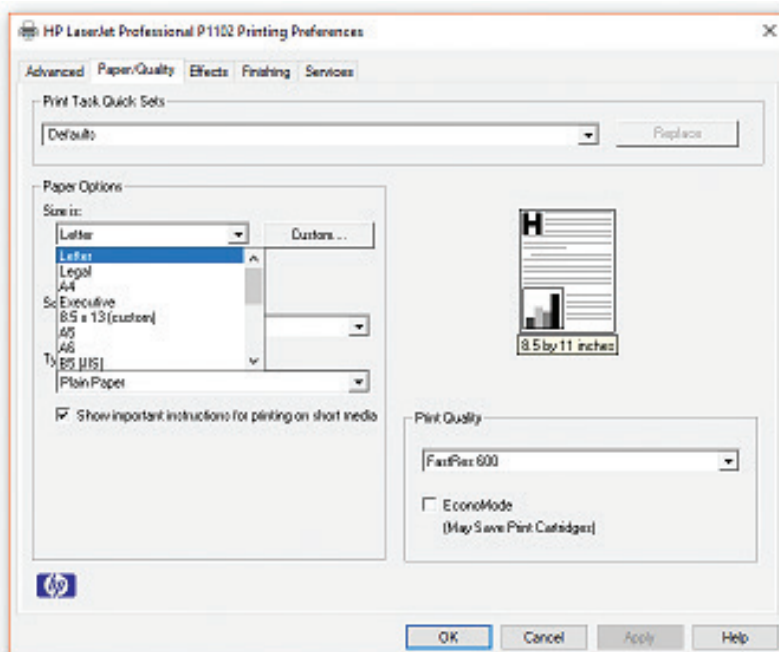 HP LaserJet Professional P1102 Printing Preferences
Advanced Paper/Quality Effects Finishing Services
Print Task Quick Sets
Defaults Replace
Paper Options
Size is:
Letter Custom...
Letter
Legal
A4
Executive
8.5 x 13 (custom)
A5
A6
B5 (JIS)
Plain Paper
Show important instructions for printing on short media
H
8.5 by 11 inches
Print Quality
FastRes 600
EconoMode
(May Save Print Cartridges)
hp
OK Cancel Apply Help